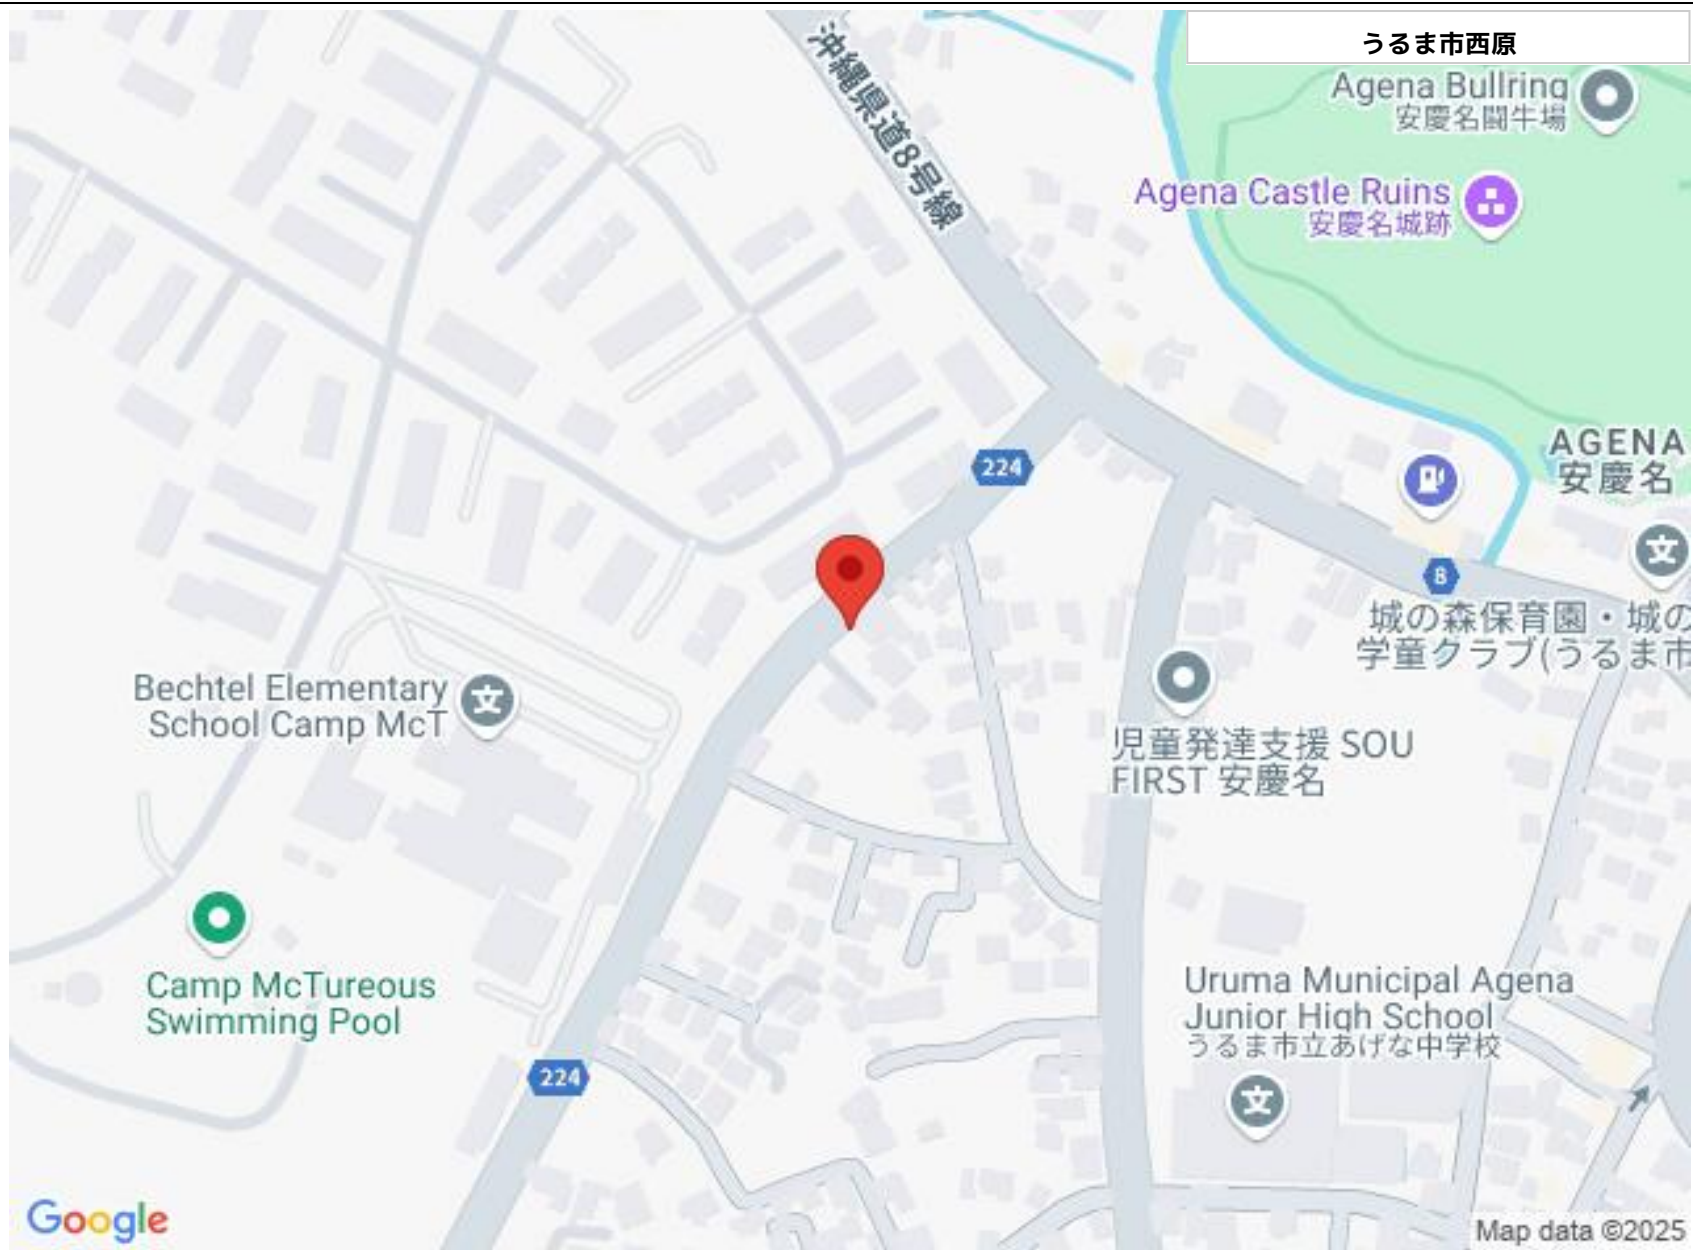 うるま市西原
沖縄県道8号線
Agena Bullring
安慶名闘牛場
Agena Castle Ruins
安慶名城跡
224
AGENA
安慶名
8
城の森保育園・城の
学童クラブ(うるま市
Bechtel Elementary
School Camp McT
文
文
児童発達支援 SOU
FIRST 安慶名
Camp McTureous
Swimming Pool
Uruma Municipal Agena
Junior High School
うるま市立あげな中学校
224
文
Google
Map data ©2025